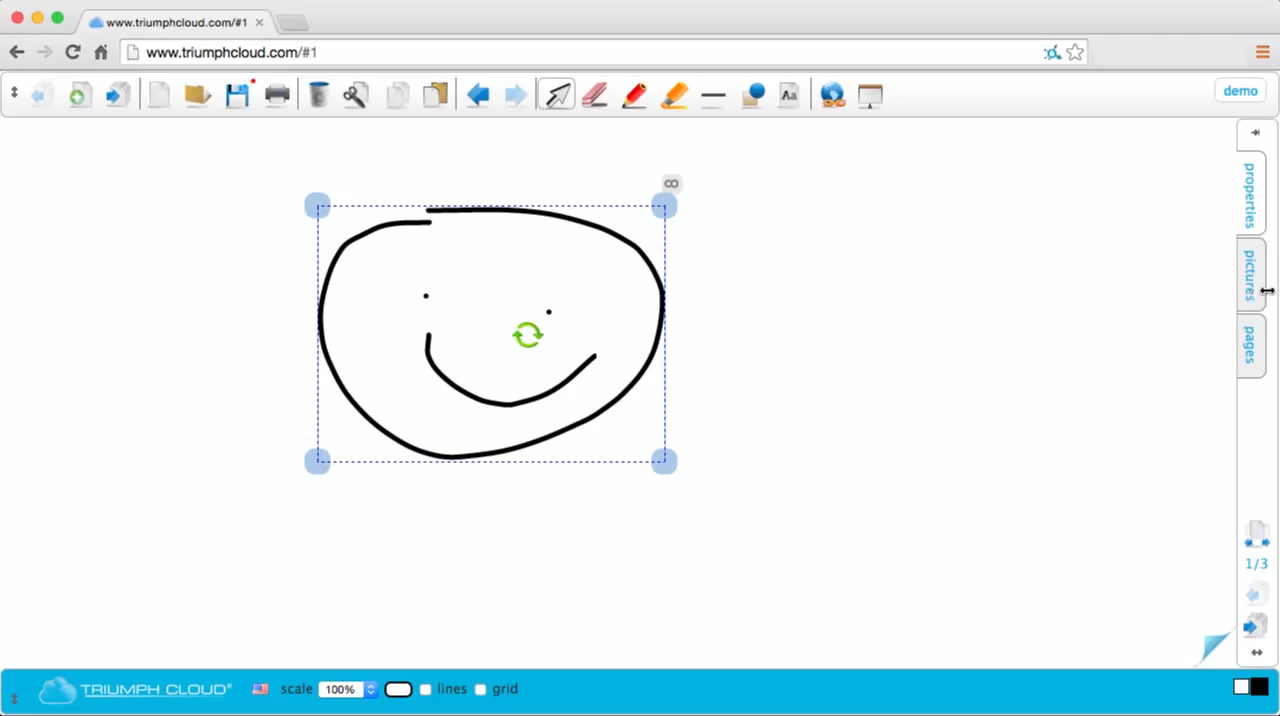 www.triumphcloud.com/#1
www.triumphcloud.com/#1
Aa
demo
properties
pictures
pages
1/3
TRIUMPH CLOUD®
scale 100% lines grid